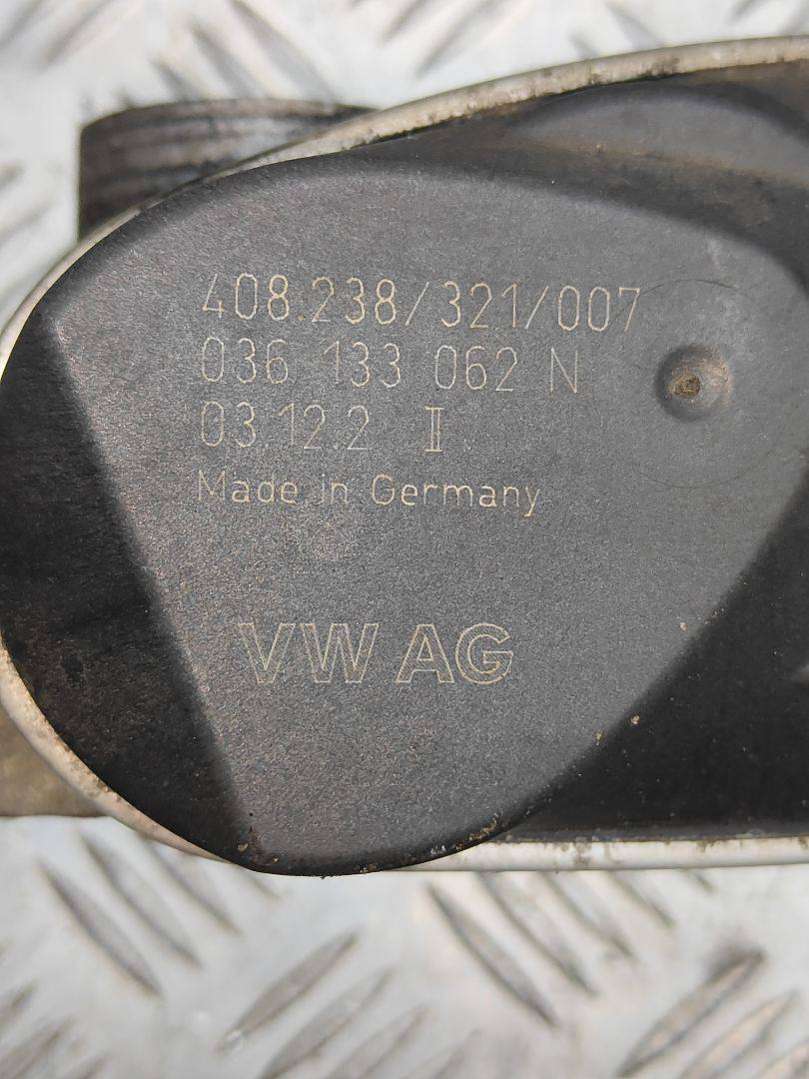 408.238/321/007
036 133 062 N
03.12.2 II
Made in Germany
VW AG